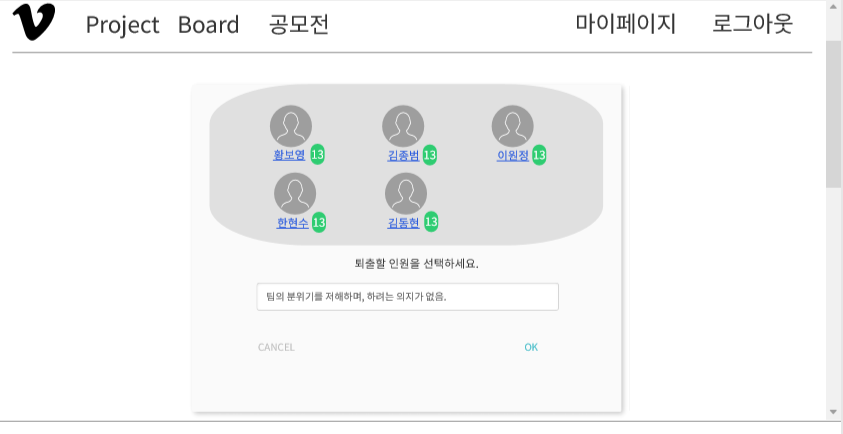 Project Board 공모전 마이페이지 로그아웃
황보영 13 김종범 13 이원정 13
한현수 13 김동현 13
퇴출할 인원을 선택하세요.
팀의 분위기를 저해하며, 하려는 의지가 없음.
CANCEL OK